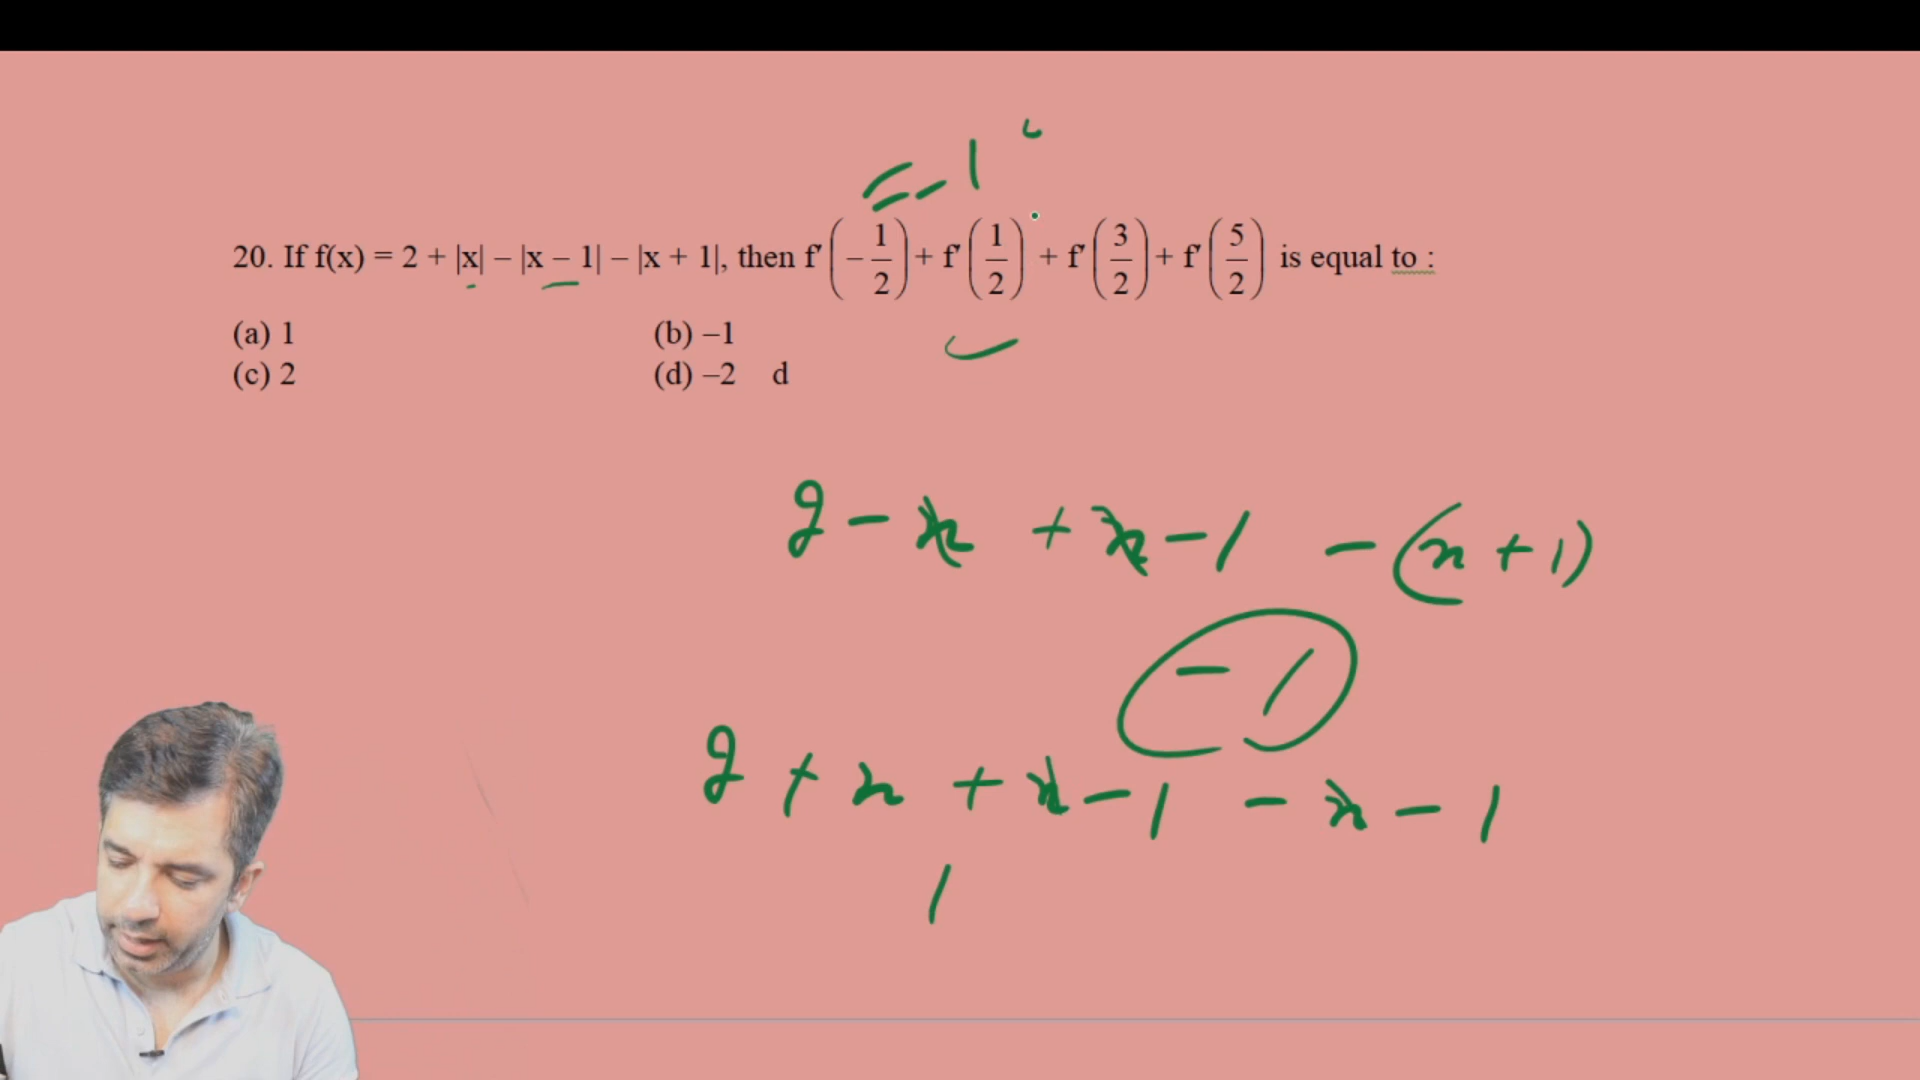 = -1
20. If f(x) = 2 + |x| – |x – 1| – |x + 1|, then f'(–1/2) + f'(1/2) + f'(3/2) + f'(5/2) is equal to :
(a) 1 (b) –1
(c) 2 (d) –2 d
2 - x + x - 1 - (x + 1)
-1
2 + x + x - 1 - x - 1
1